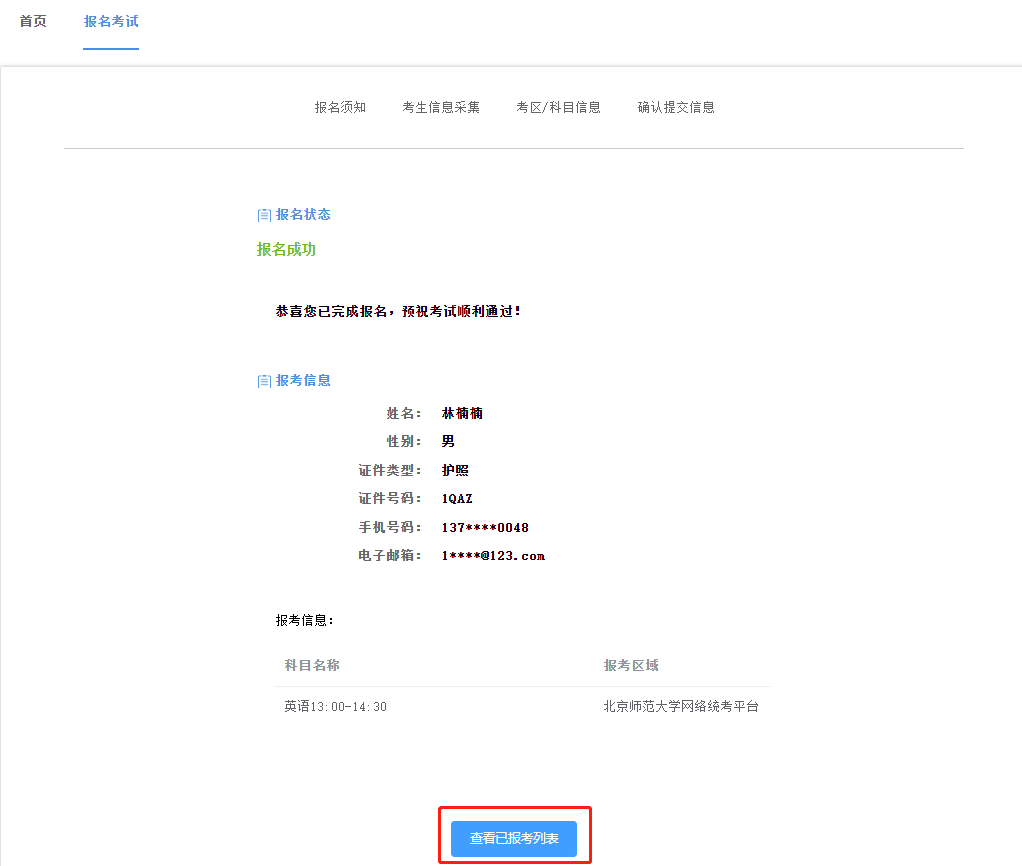 首页 报名考试
报名须知 考生信息采集 考区/科目信息 确认提交信息
报名状态
报名成功
恭喜您已完成报名，预祝考试顺利通过！
报考信息
姓名： 林楠楠
性别： 男
证件类型： 护照
证件号码： 1QAZ
手机号码： 137****0048
电子邮箱： 1****@123.com
报考信息：
科目名称 报考区域
英语13:00-14:30 北京师范大学网络统考平台
查看已报考列表